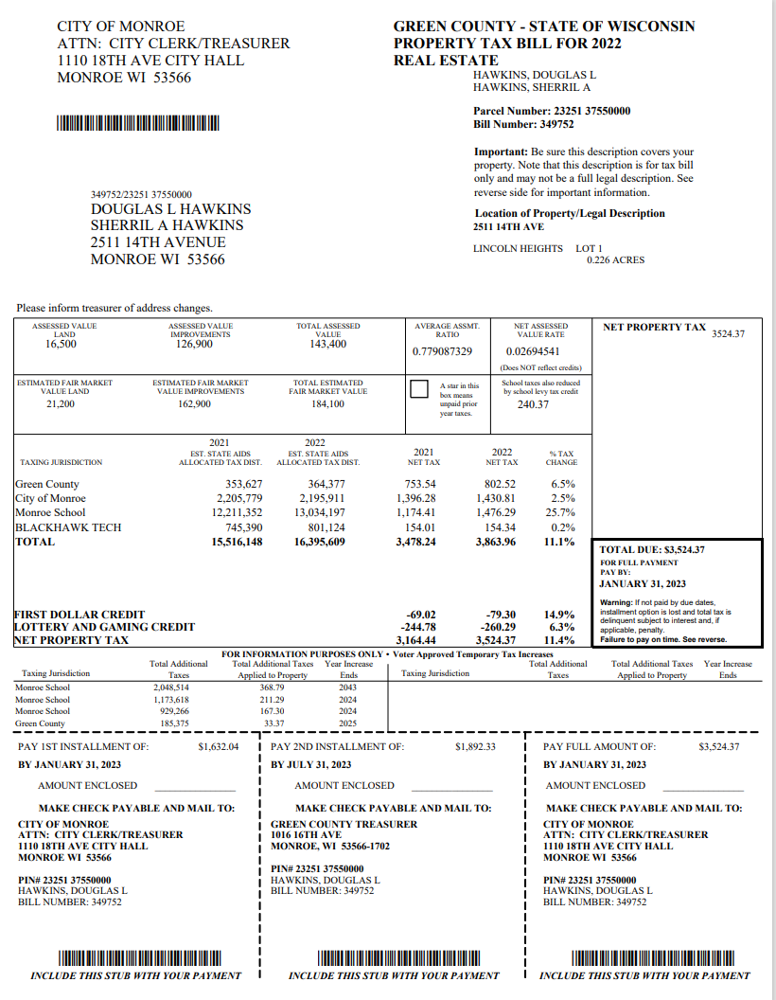 CITY OF MONROE
ATTN: CITY CLERK/TREASURER
1110 18TH AVE CITY HALL
MONROE WI 53566
GREEN COUNTY - STATE OF WISCONSIN
PROPERTY TAX BILL FOR 2022
REAL ESTATE
HAWKINS, DOUGLAS L
HAWKINS, SHERRIL A
Parcel Number: 23251 37550000
Bill Number: 349752
Important: Be sure this description covers your
property. Note that this description is for tax bill
only and may not be a full legal description. See
reverse side for important information.
349752/23251 37550000
DOUGLAS L HAWKINS
SHERRIL A HAWKINS
2511 14TH AVENUE
MONROE WI 53566
Location of Property/Legal Description
2511 14TH AVE
LINCOLN HEIGHTS LOT 1
0.226 ACRES
Please inform treasurer of address changes.
ASSESSED VALUE
LAND
16,500
ASSESSED VALUE
IMPROVEMENTS
126,900
TOTAL ASSESSED
VALUE
143,400
AVERAGE ASSMT.
RATIO
0.779087329
NET ASSESSED
VALUE RATE
0.02694541
(Does NOT reflect credits)
NET PROPERTY TAX 3524.37
ESTIMATED FAIR MARKET
VALUE LAND
21,200
ESTIMATED FAIR MARKET
VALUE IMPROVEMENTS
162,900
TOTAL ESTIMATED
FAIR MARKET VALUE
184,100
A star in this
box means
unpaid prior
year taxes.
School taxes also reduced
by school levy tax credit
240.37
TAXING JURISDICTION
2021
EST. STATE AIDS
ALLOCATED TAX DIST.
2022
EST. STATE AIDS
ALLOCATED TAX DIST.
2021
NET TAX
2022
NET TAX
% TAX
CHANGE
Green County 353,627 364,377 753.54 802.52 6.5%
City of Monroe 2,205,779 2,195,911 1,396.28 1,430.81 2.5%
Monroe School 12,211,352 13,034,197 1,174.41 1,476.29 25.7%
BLACKHAWK TECH 745,390 801,124 154.01 154.34 0.2%
TOTAL 15,516,148 16,395,609 3,478.24 3,863.96 11.1%
FIRST DOLLAR CREDIT -69.02 -79.30 14.9%
LOTTERY AND GAMING CREDIT -244.78 -260.29 6.3%
NET PROPERTY TAX 3,164.44 3,524.37 11.4%
TOTAL DUE: $3,524.37
FOR FULL PAYMENT
PAY BY:
JANUARY 31, 2023
Warning: If not paid by due dates,
installment option is lost and total tax is
delinquent subject to interest and, if
applicable, penalty.
Failure to pay on time. See reverse.
FOR INFORMATION PURPOSES ONLY • Voter Approved Temporary Tax Increases
Taxing Jurisdiction
Total Additional
Taxes
Total Additional Taxes
Applied to Property
Year Increase
Ends
Taxing Jurisdiction
Total Additional
Taxes
Total Additional Taxes
Applied to Property
Year Increase
Ends
Monroe School 2,048,514 368.79 2043
Monroe School 1,173,618 211.29 2024
Monroe School 929,266 167.30 2024
Green County 185,375 33.37 2025
PAY 1ST INSTALLMENT OF: $1,632.04
BY JANUARY 31, 2023
AMOUNT ENCLOSED
MAKE CHECK PAYABLE AND MAIL TO:
CITY OF MONROE
ATTN: CITY CLERK/TREASURER
1110 18TH AVE CITY HALL
MONROE WI 53566
PIN# 23251 37550000
HAWKINS, DOUGLAS L
BILL NUMBER: 349752
INCLUDE THIS STUB WITH YOUR PAYMENT
PAY 2ND INSTALLMENT OF: $1,892.33
BY JULY 31, 2023
AMOUNT ENCLOSED
MAKE CHECK PAYABLE AND MAIL TO:
GREEN COUNTY TREASURER
1016 16TH AVE
MONROE, WI 53566-1702
PIN# 23251 37550000
HAWKINS, DOUGLAS L
BILL NUMBER: 349752
INCLUDE THIS STUB WITH YOUR PAYMENT
PAY FULL AMOUNT OF: $3,524.37
BY JANUARY 31, 2023
AMOUNT ENCLOSED
MAKE CHECK PAYABLE AND MAIL TO:
CITY OF MONROE
ATTN: CITY CLERK/TREASURER
1110 18TH AVE CITY HALL
MONROE WI 53566
PIN# 23251 37550000
HAWKINS, DOUGLAS L
BILL NUMBER: 349752
INCLUDE THIS STUB WITH YOUR PAYMENT